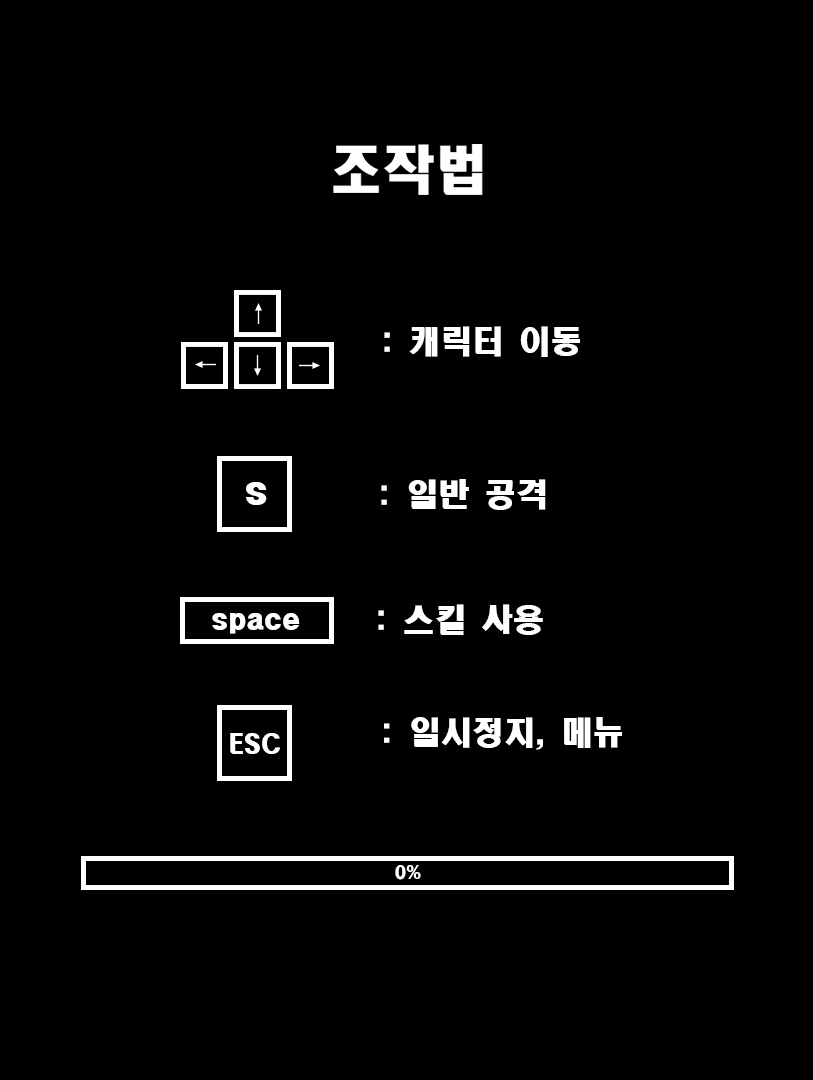 조작법
↑
← ↓ → : 캐릭터 이동
S : 일반 공격
space : 스킬 사용
ESC : 일시정지, 메뉴
0%